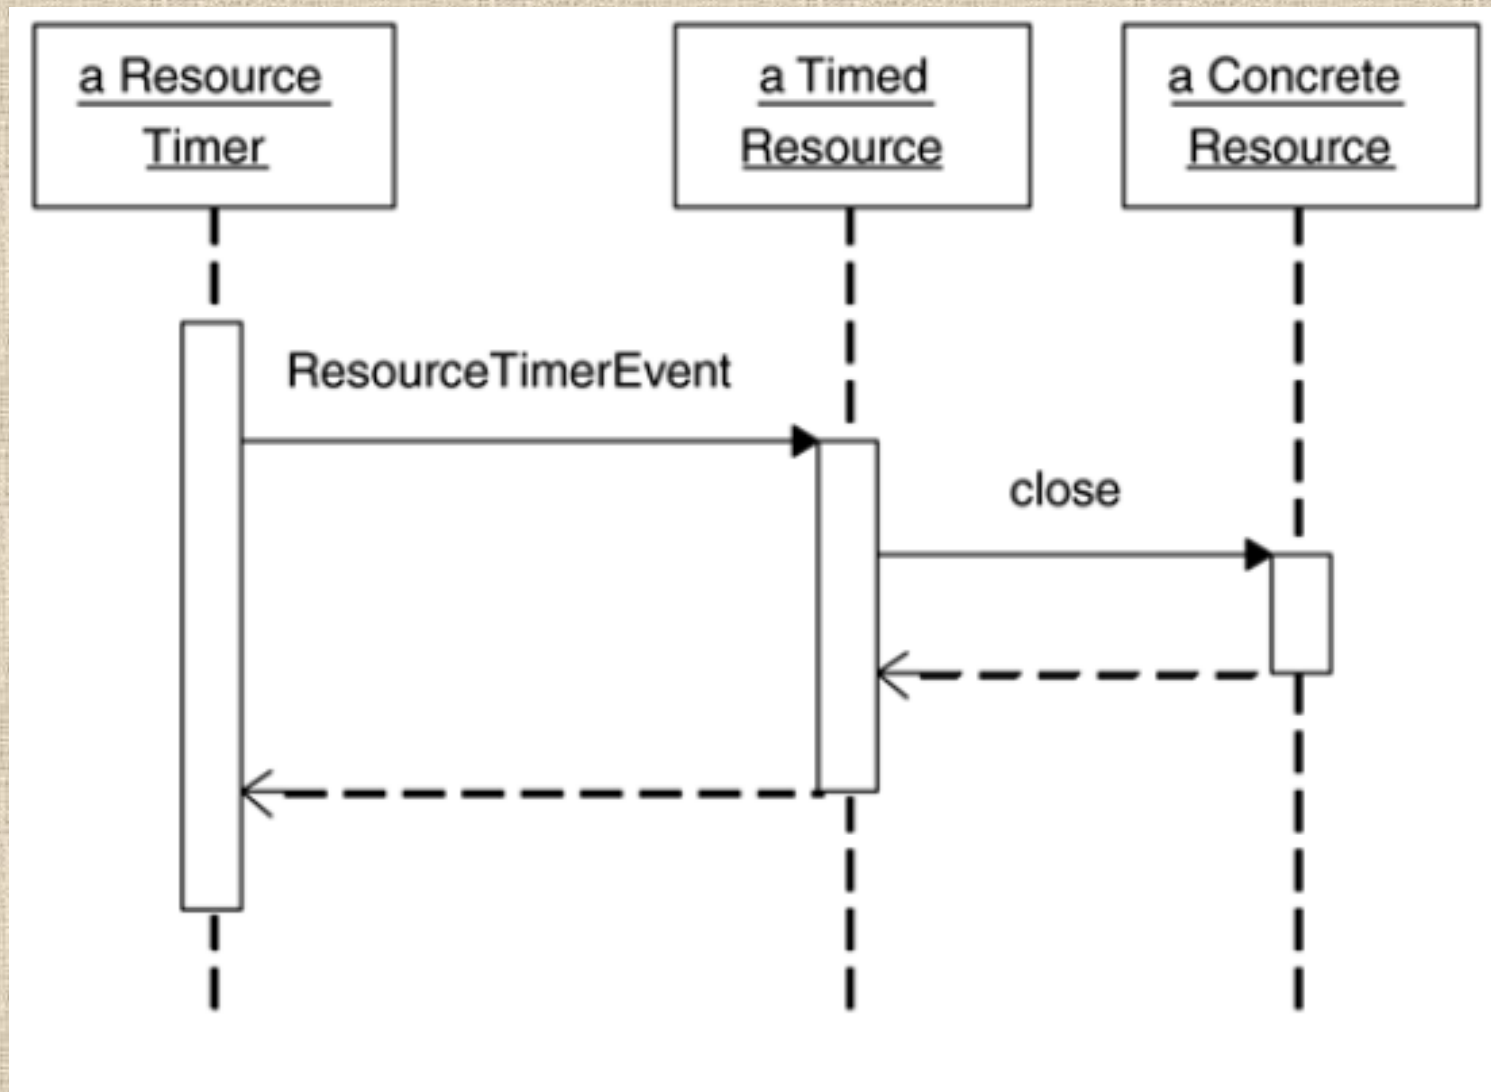 a Resource
Timer
a Timed
Resource
a Concrete
Resource
ResourceTimerEvent
close